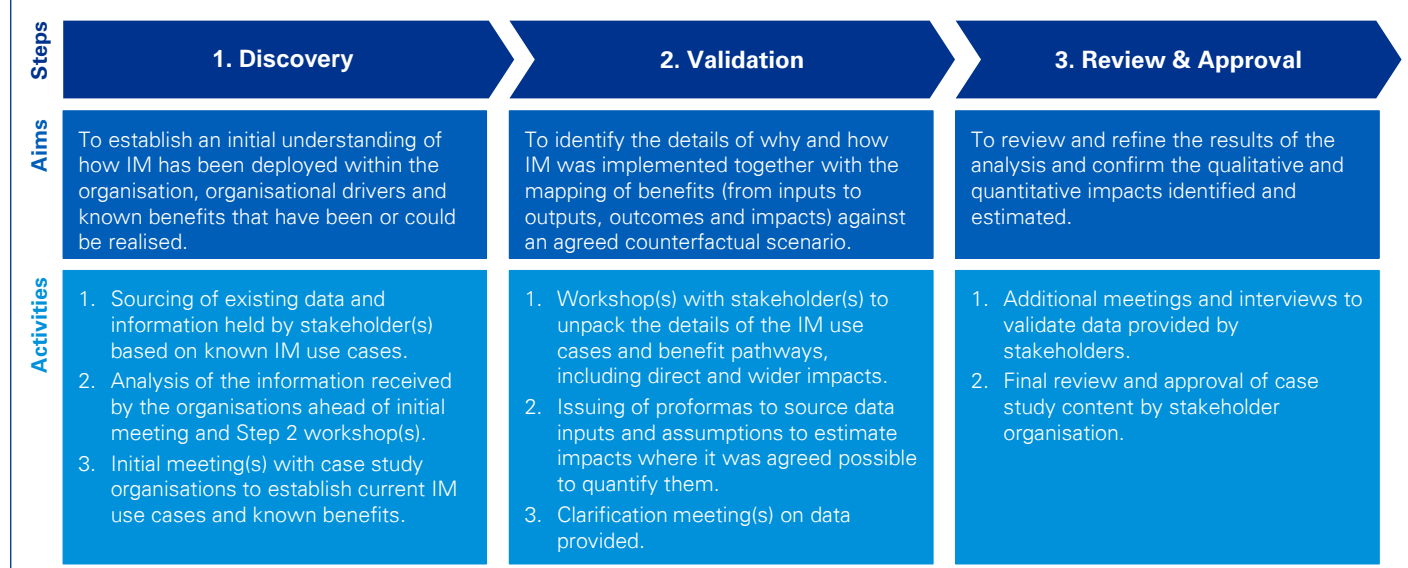 Steps
1. Discovery
2. Validation
3. Review & Approval
Aims
To establish an initial understanding of
how IM has been deployed within the
organisation, organisational drivers and
known benefits that have been or could
be realised.
To identify the details of why and how
IM was implemented together with the
mapping of benefits (from inputs to
outputs, outcomes and impacts) against
an agreed counterfactual scenario.
To review and refine the results of the
analysis and confirm the qualitative and
quantitative impacts identified and
estimated.
Activities
1. Sourcing of existing data and
information held by stakeholder(s)
based on known IM use cases.
2. Analysis of the information received
by the organisations ahead of initial
meeting and Step 2 workshop(s).
3. Initial meeting(s) with case study
organisations to establish current IM
use cases and known benefits.
1. Workshop(s) with stakeholder(s) to
unpack the details of the IM use
cases and benefit pathways,
including direct and wider impacts.
2. Issuing of proformas to source data
inputs and assumptions to estimate
impacts where it was agreed possible
to quantify them.
3. Clarification meeting(s) on data
provided.
1. Additional meetings and interviews to
validate data provided by
stakeholders.
2. Final review and approval of case
study content by stakeholder
organisation.